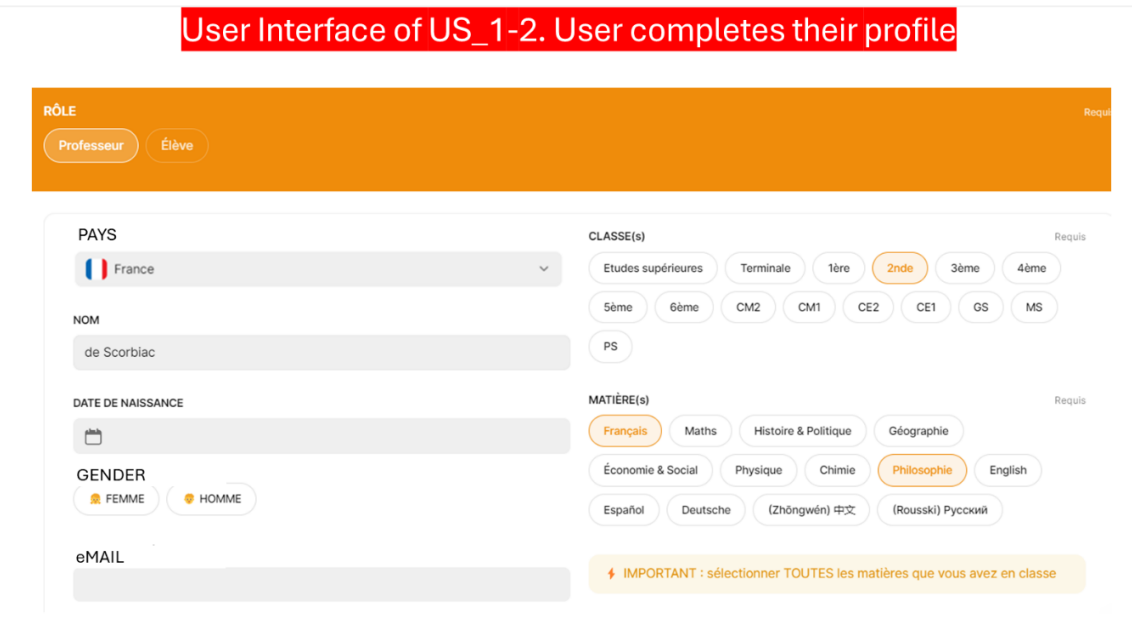 User Interface of US_1-2. User completes their profile
RÔLE
Requis
Professeur Élève
PAYS
France
NOM
de Scorbiac
DATE DE NAISSANCE
GENDER
FEMME HOMME
eMAIL
CLASSE(s) Requis
Etudes supérieures Terminale 1ère 2nde 3ème 4ème
5ème 6ème CM2 CM1 CE2 CE1 GS MS
PS
MATIÈRE(s) Requis
Français Maths Histoire & Politique Géographie
Économie & Social Physique Chimie Philosophie English
Español Deutsche (Zhōngwén) 中文 (Rousski) Русский
IMPORTANT : sélectionner TOUTES les matières que vous avez en classe